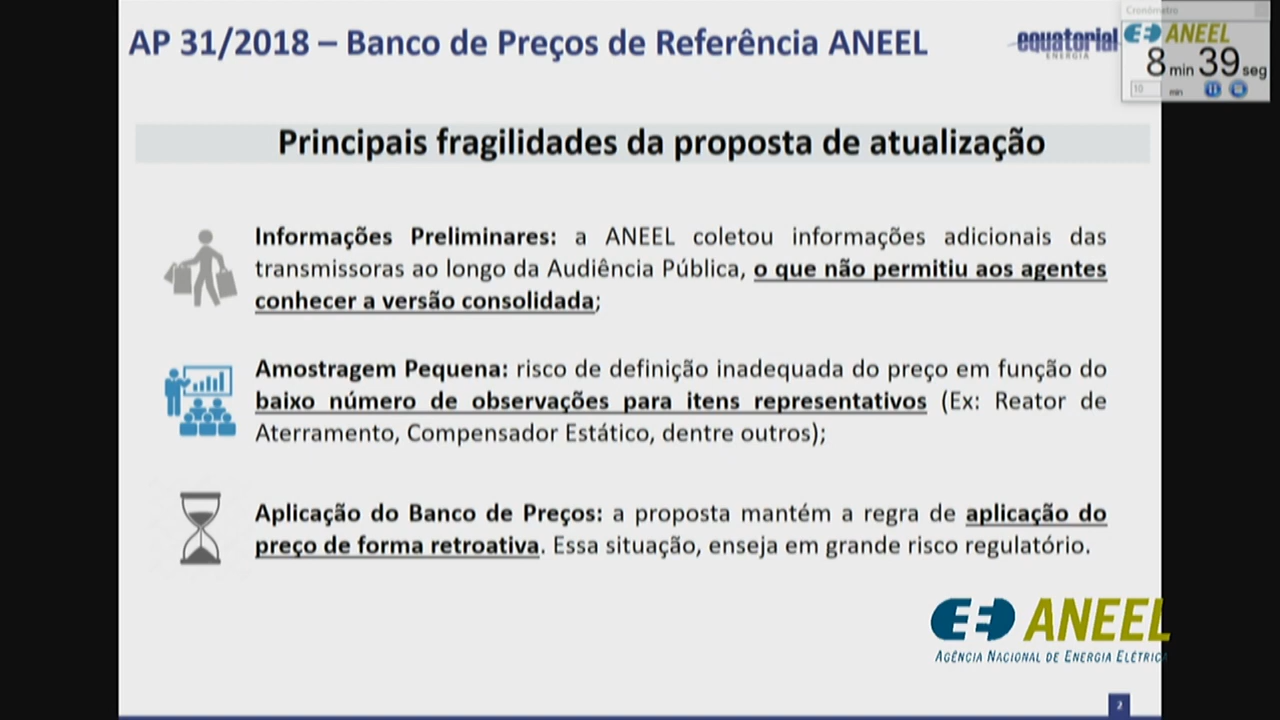 AP 31/2018 – Banco de Preços de Referência ANEEL
equatorial
ENERGIA
Cronômetro
ANEEL
8 min 39 seg
10 min
Principais fragilidades da proposta de atualização
Informações Preliminares: a ANEEL coletou informações adicionais das
transmissoras ao longo da Audiência Pública, o que não permitiu aos agentes
conhecer a versão consolidada;
Amostragem Pequena: risco de definição inadequada do preço em função do
baixo número de observações para itens representativos (Ex: Reator de
Aterramento, Compensador Estático, dentre outros);
Aplicação do Banco de Preços: a proposta mantém a regra de aplicação do
preço de forma retroativa. Essa situação, enseja em grande risco regulatório.
ANEEL
AGÊNCIA NACIONAL DE ENERGIA ELÉTRICA
2